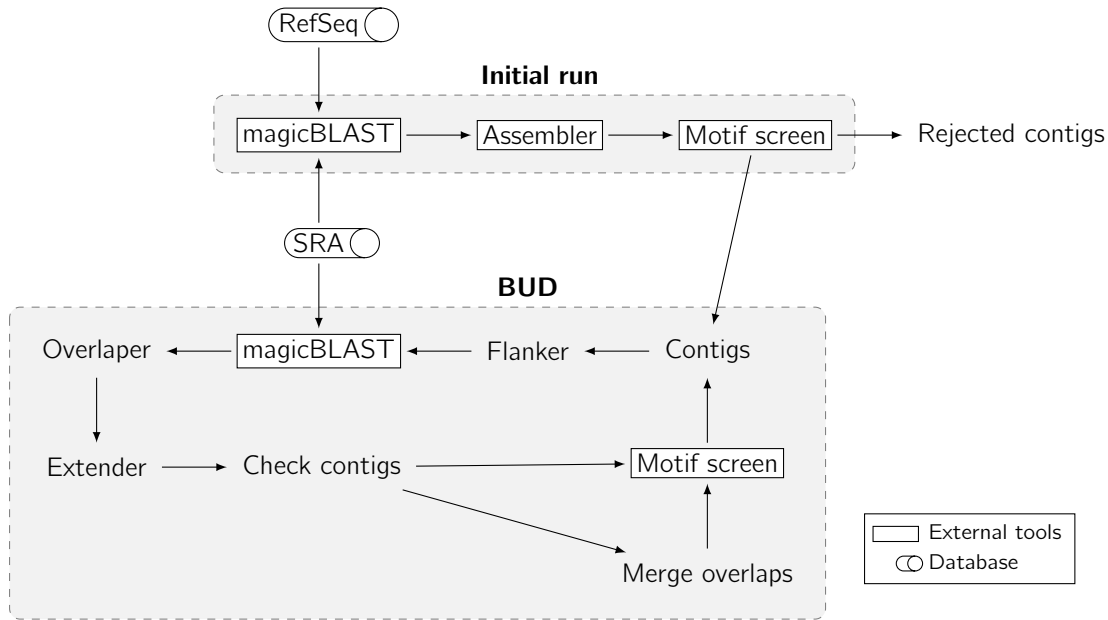 RefSeq
Initial run
magicBLAST
Assembler
Motif screen
Rejected contigs
SRA
BUD
Overlaper
magicBLAST
Flanker
Contigs
Extender
Check contigs
Motif screen
Merge overlaps
External tools
Database